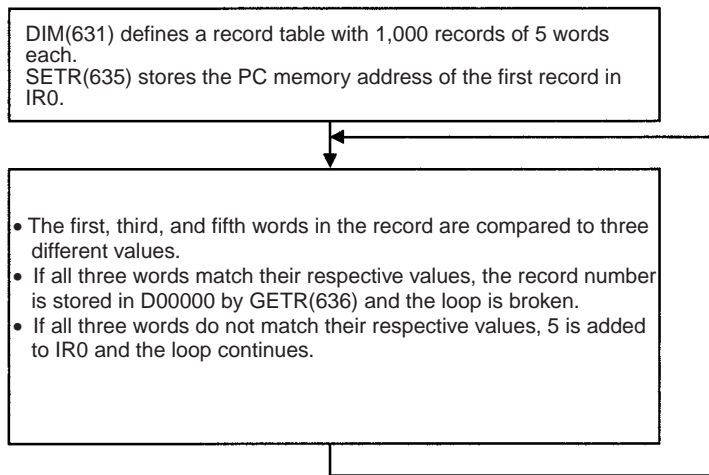 DIM(631) defines a record table with 1,000 records of 5 words
each.
SETR(635) stores the PC memory address of the first record in
IR0.
• The first, third, and fifth words in the record are compared to three
different values.
• If all three words match their respective values, the record number
is stored in D00000 by GETR(636) and the loop is broken.
• If all three words do not match their respective values, 5 is added
to IR0 and the loop continues.